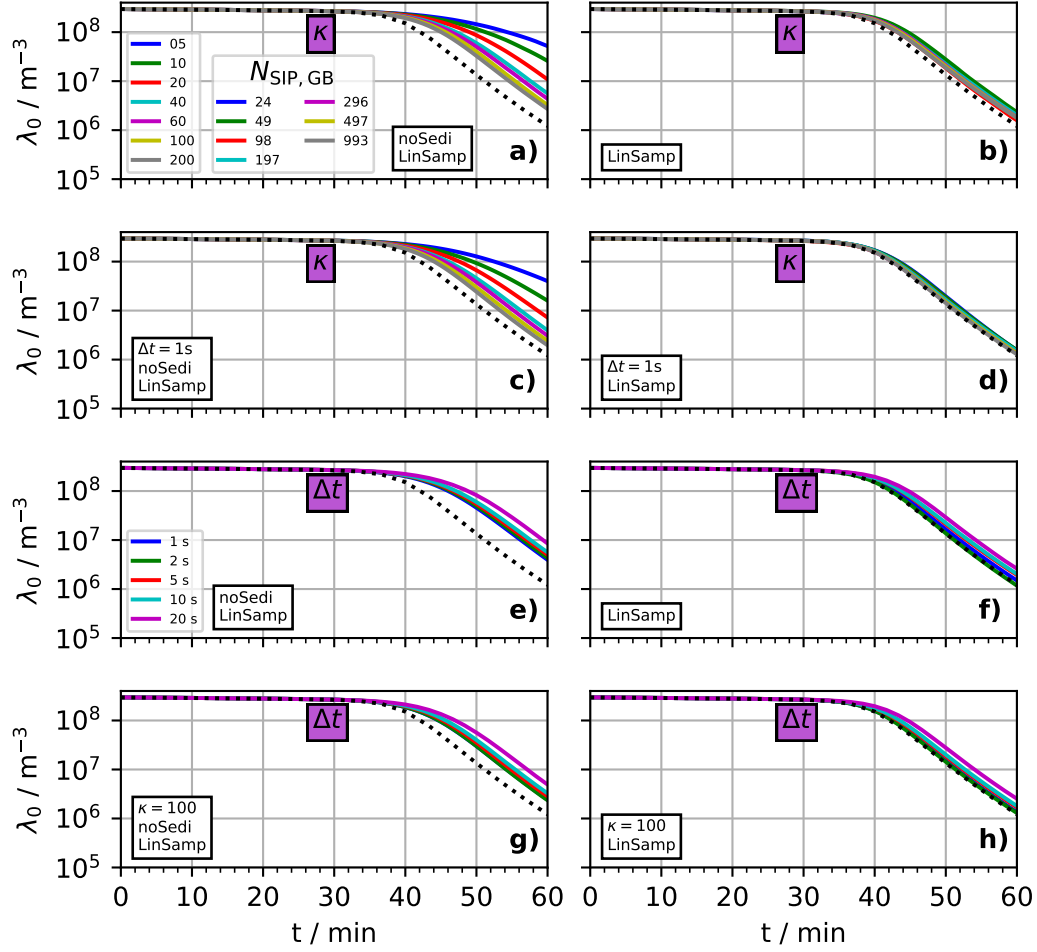 λ₀ / m⁻³
10⁸
10⁷
10⁶
10⁵
κ
05
10
20
40
60
100
200
N_SIP, GB
24
49
98
197
296
497
993
noSedi
LinSamp
a)
κ
LinSamp
b)
λ₀ / m⁻³
10⁸
10⁷
10⁶
10⁵
κ
Δt = 1s
noSedi
LinSamp
c)
κ
Δt = 1s
LinSamp
d)
λ₀ / m⁻³
10⁸
10⁷
10⁶
10⁵
Δt
1 s
2 s
5 s
10 s
20 s
noSedi
LinSamp
e)
Δt
LinSamp
f)
λ₀ / m⁻³
10⁸
10⁷
10⁶
10⁵
Δt
κ = 100
noSedi
LinSamp
g)
0 10 20 30 40 50 60
t / min
Δt
κ = 100
LinSamp
h)
0 10 20 30 40 50 60
t / min